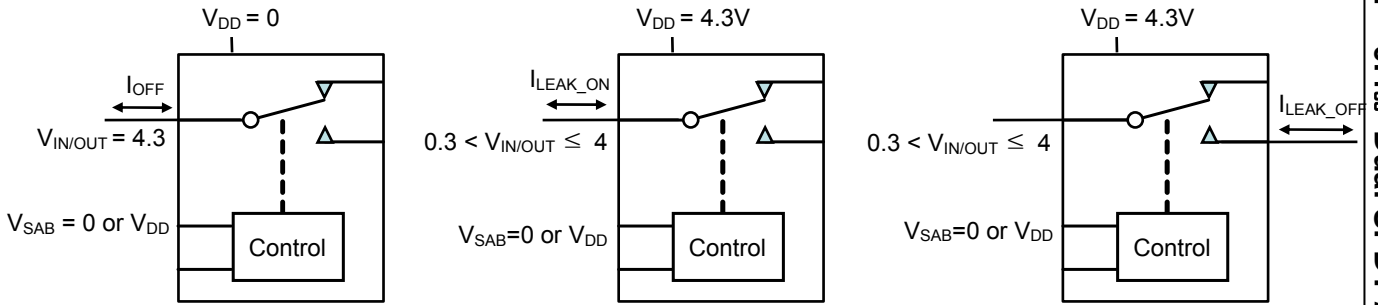 V_DD = 0
I_OFF
V_IN/OUT = 4.3
V_SAB = 0 or V_DD
Control
V_DD = 4.3V
I_LEAK_ON
0.3 < V_IN/OUT ≤ 4
V_SAB=0 or V_DD
Control
V_DD = 4.3V
I_LEAK_OFF
0.3 < V_IN/OUT ≤ 4
V_SAB=0 or V_DD
Control